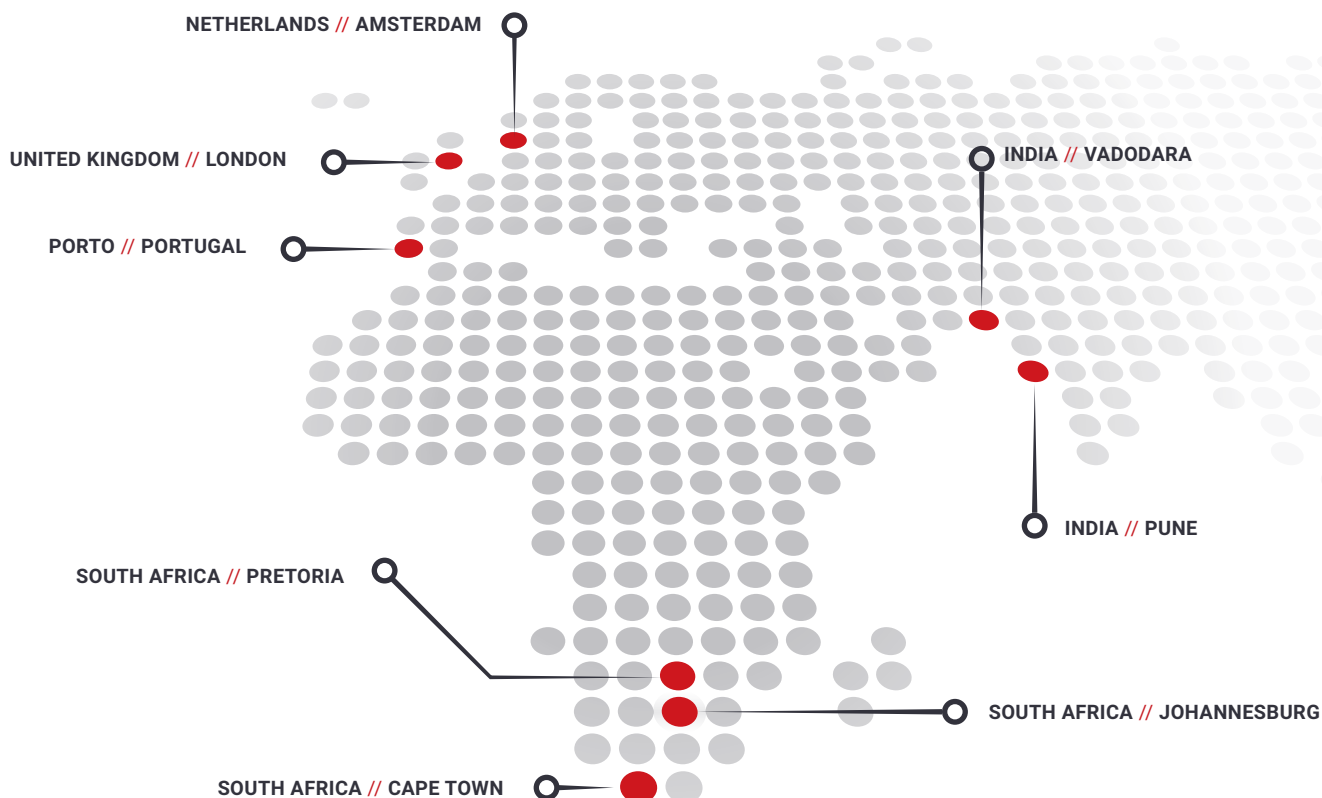 NETHERLANDS // AMSTERDAM
INDIA // VADODARA
UNITED KINGDOM // LONDON
PORTO // PORTUGAL
INDIA // PUNE
SOUTH AFRICA // PRETORIA
SOUTH AFRICA // JOHANNESBURG
SOUTH AFRICA // CAPE TOWN